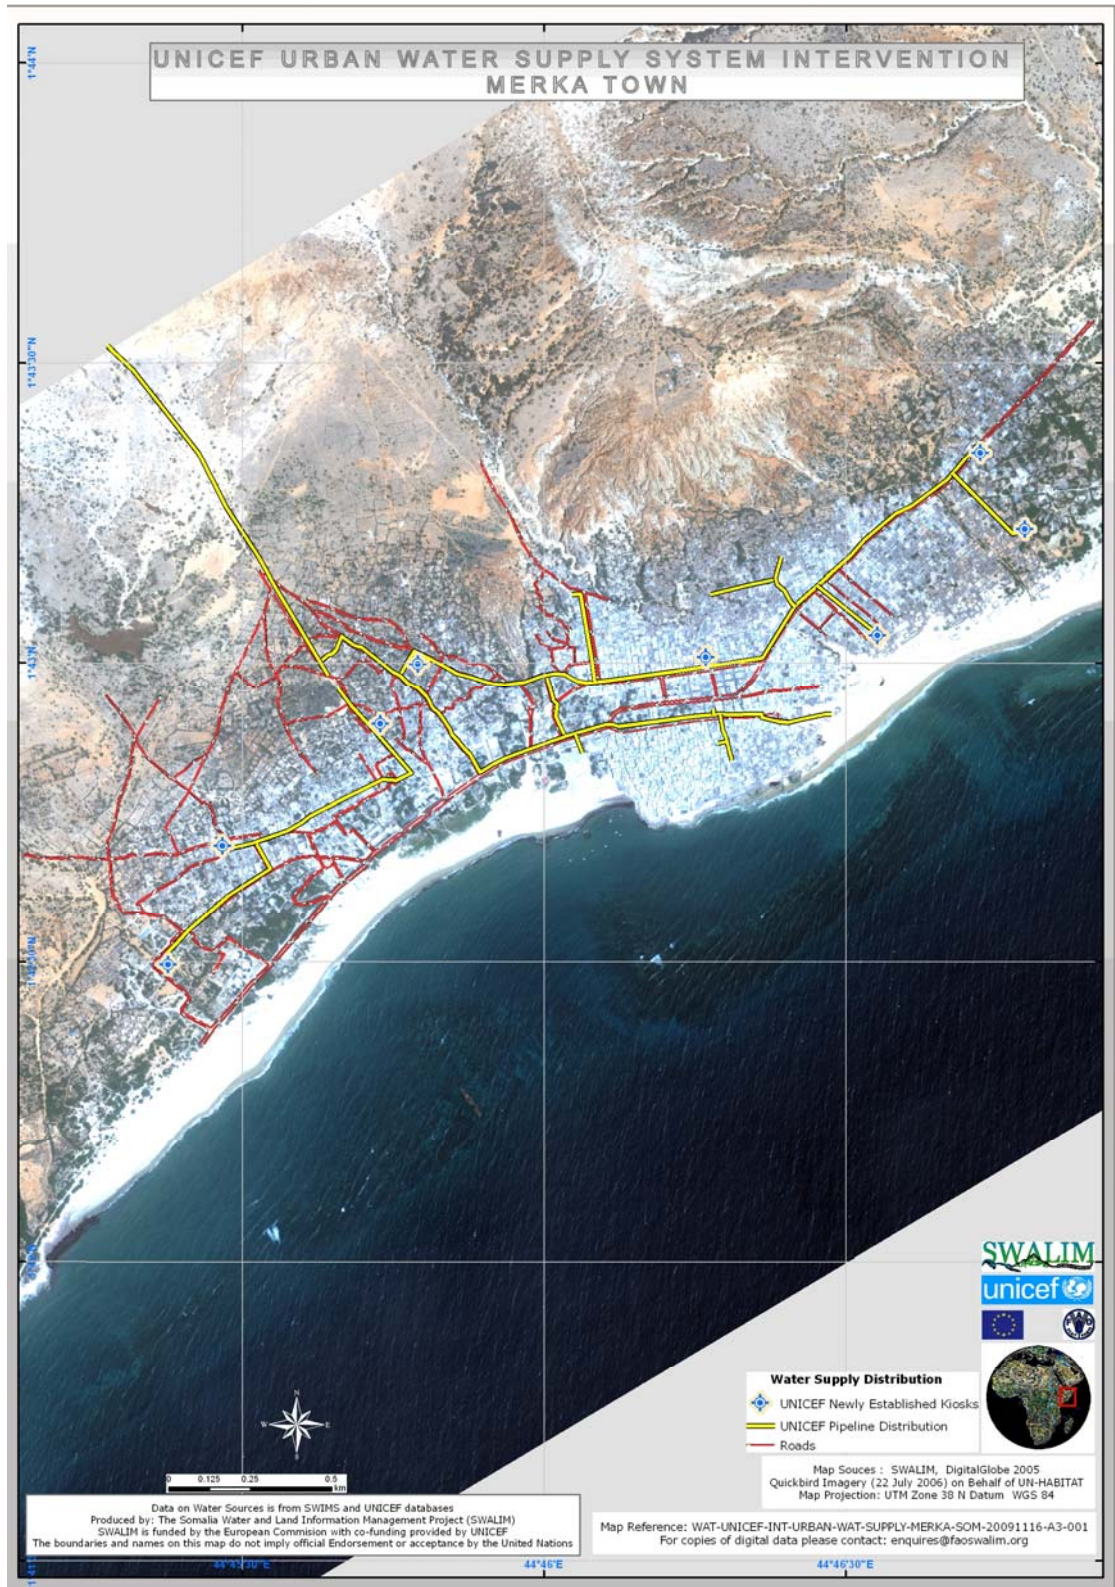 UNICEF URBAN WATER SUPPLY SYSTEM INTERVENTION
MERKA TOWN
1°44'N
1°43'30"N
SWALIM
unicef
Water Supply Distribution
UNICEF Newly Established Kiosks
UNICEF Pipeline Distribution
Roads
N
W
E
S
0 0.125 0.25 0.5
km
Map Souces : SWALIM, DigitalGlobe 2005
Quickbird Imagery (22 July 2006) on Behalf of UN-HABITAT
Map Projection: UTM Zone 38 N Datum WGS 84
Data on Water Sources is from SWIMS and UNICEF databases
Produced by: The Somalia Water and Land Information Management Project (SWALIM)
SWALIM is funded by the European Commision with co-funding provided by UNICEF
The boundaries and names on this map do not imply official Endorsement or acceptance by the United Nations
Map Reference: WAT-UNICEF-INT-URBAN-WAT-SUPPLY-MERKA-SOM-20091116-A3-001
For copies of digital data please contact: enquires@faoswalim.org
44°46'E
44°46'30"E